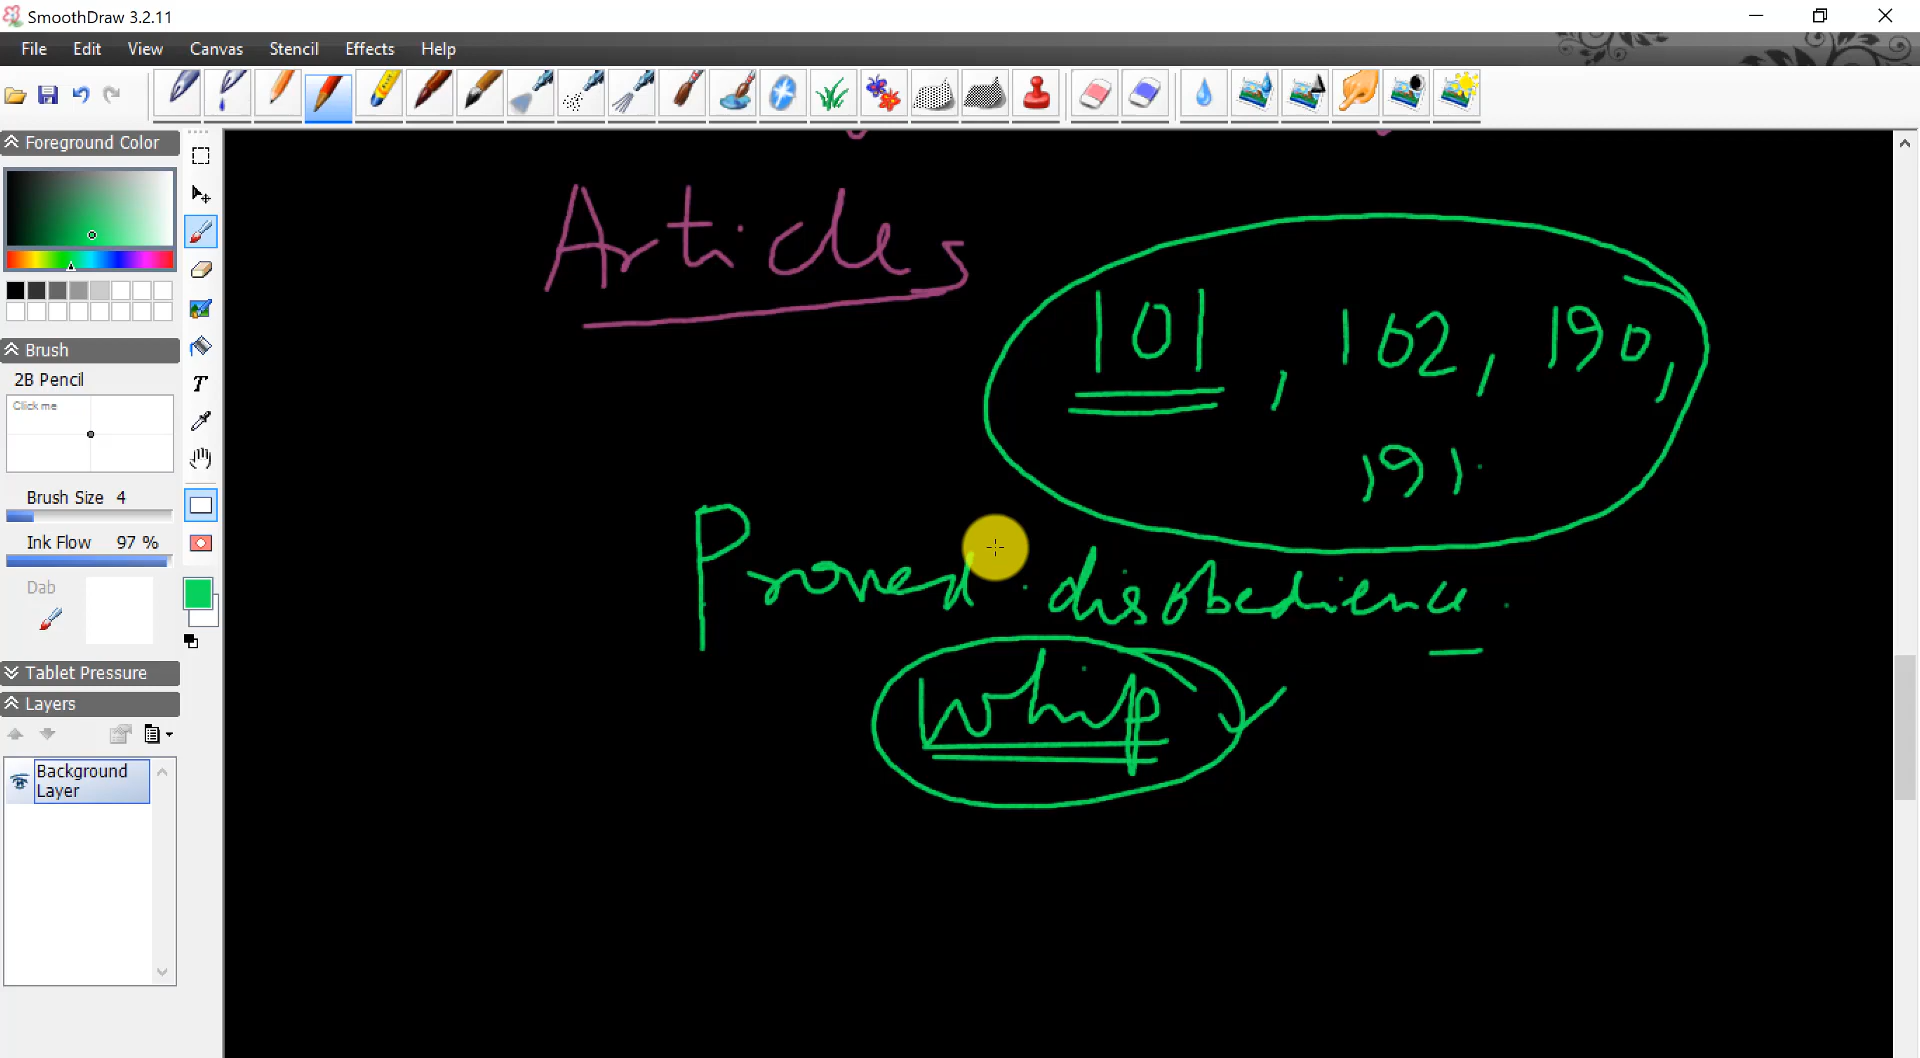 SmoothDraw 3.2.11
File Edit View Canvas Stencil Effects Help
Foreground Color
Articles
101, 102, 190,
191.
Brush
2B Pencil
Click me
Brush Size 4
Ink Flow 97 %
Dab
Proved disobedience.
Whip
Tablet Pressure
Layers
Background
Layer